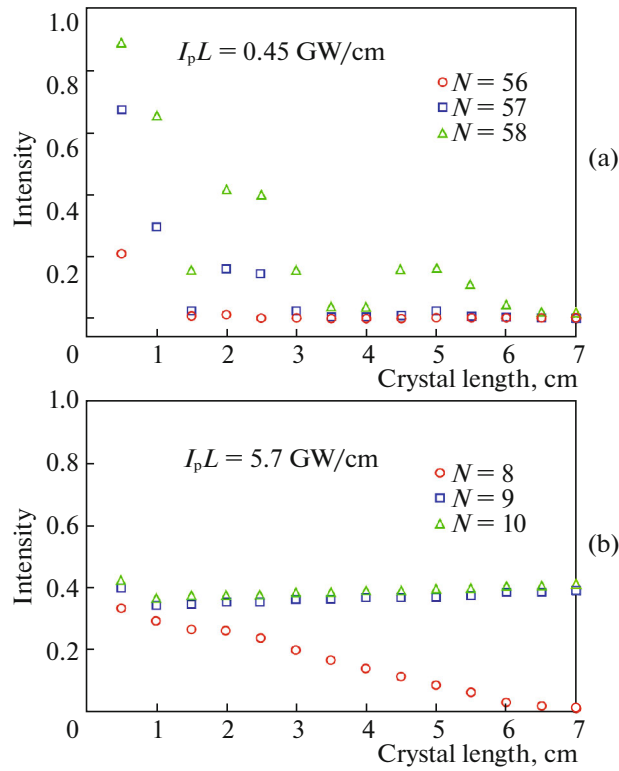 1.0
0.8
0.6
0.4
0.2
0
Intensity
I_pL = 0.45 GW/cm
N = 56
N = 57
N = 58
(a)
1 2 3 4 5 6 7
Crystal length, cm
1.0
0.8
0.6
0.4
0.2
0
Intensity
I_pL = 5.7 GW/cm
N = 8
N = 9
N = 10
(b)
1 2 3 4 5 6 7
Crystal length, cm